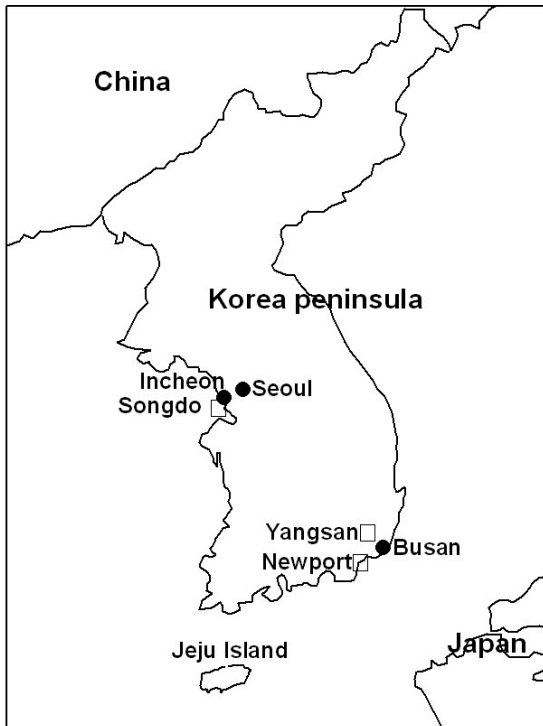 China
Korea peninsula
Incheon
Seoul
Songdo
Yangsan
Busan
Newport
Jeju Island
Japan